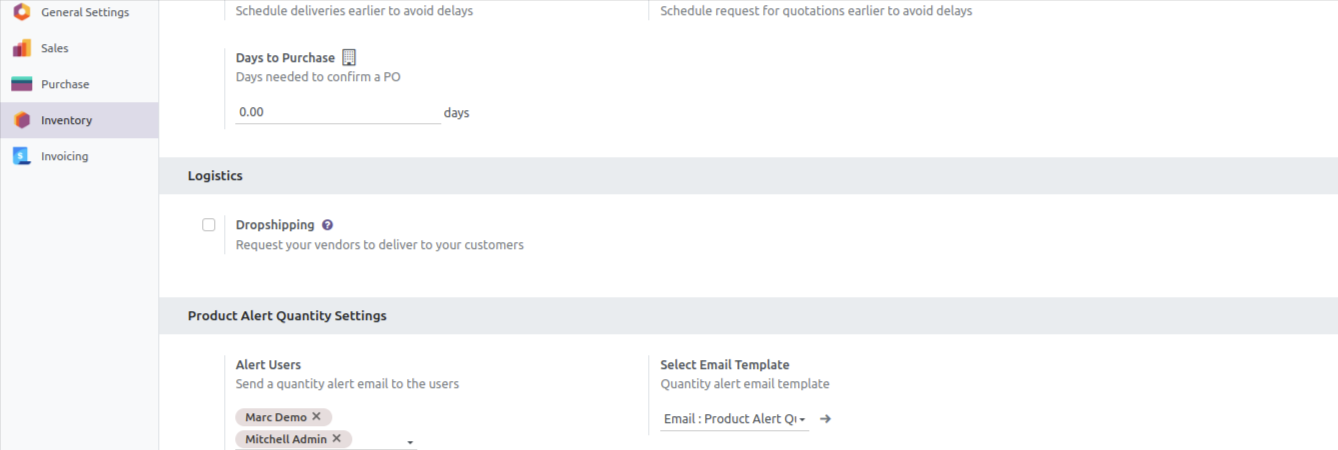 General Settings
Schedule deliveries earlier to avoid delays
Schedule request for quotations earlier to avoid delays
Sales
Days to Purchase
Days needed to confirm a PO
Purchase
0.00 days
Inventory
Invoicing
Logistics
Dropshipping ?
Request your vendors to deliver to your customers
Product Alert Quantity Settings
Alert Users
Send a quantity alert email to the users
Marc Demo ✕
Mitchell Admin ✕
Select Email Template
Quantity alert email template
Email : Product Alert